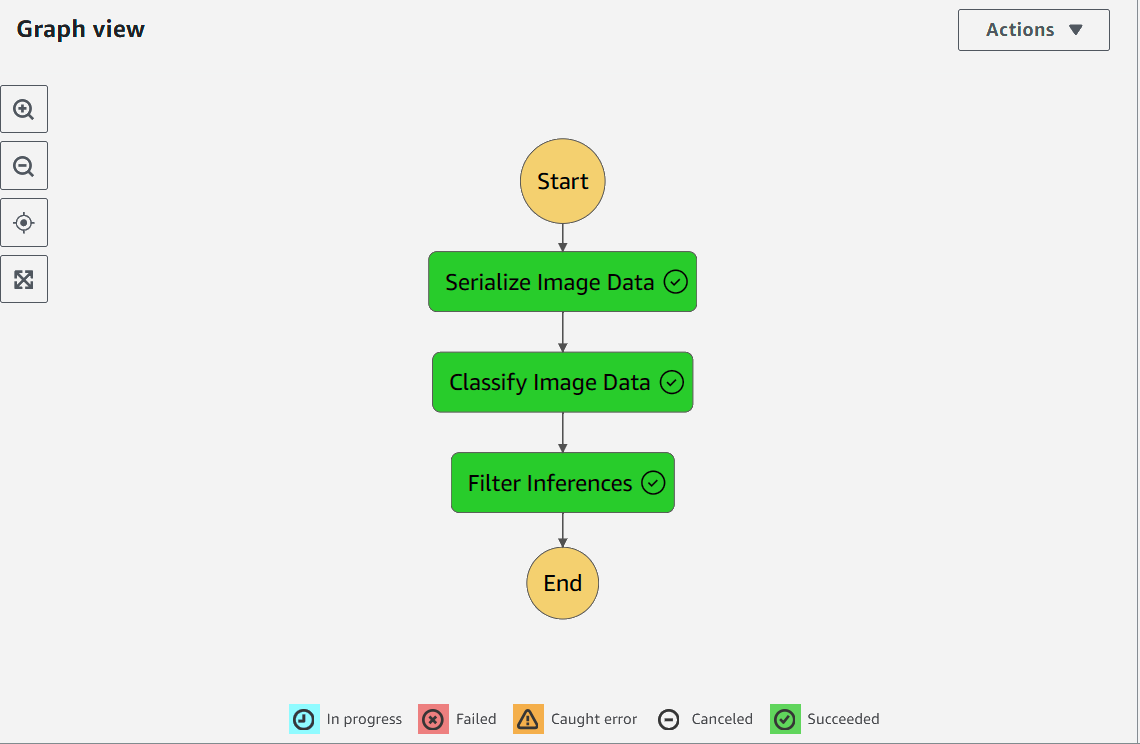 Graph view
Actions
Start
Serialize Image Data
Classify Image Data
Filter Inferences
End
In progress Failed Caught error Canceled Succeeded